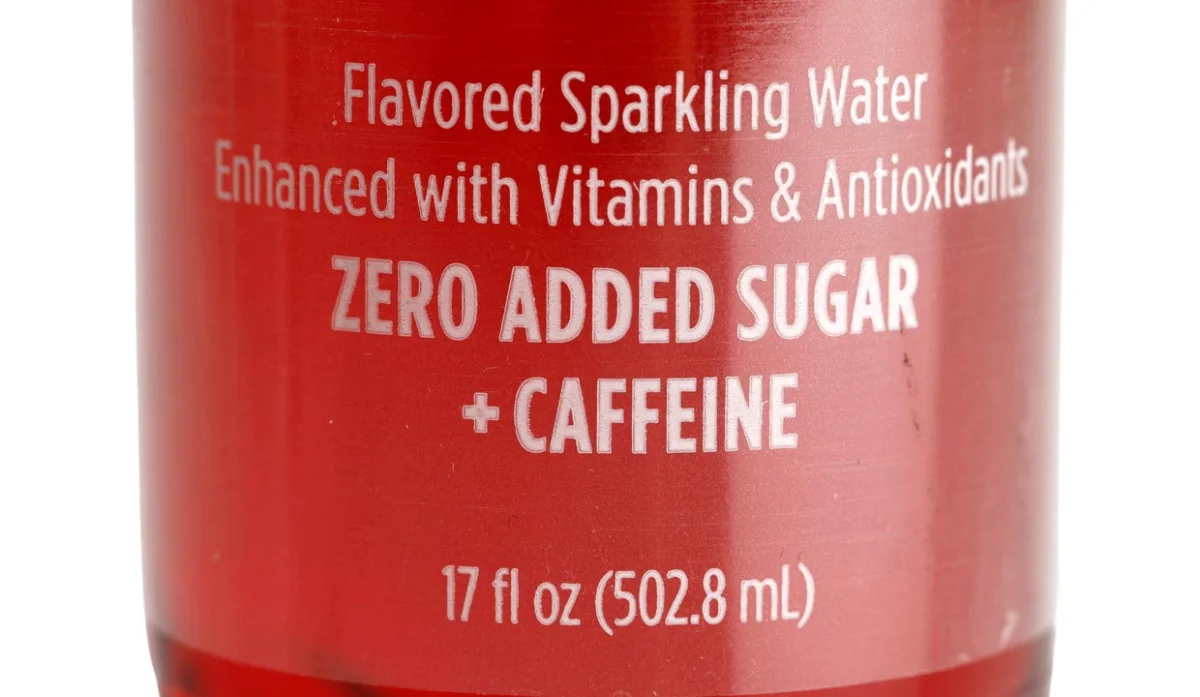 Flavored Sparkling Water
Enhanced with Vitamins & Antioxidants
ZERO ADDED SUGAR
+ CAFFEINE
17 fl oz (502.8 mL)